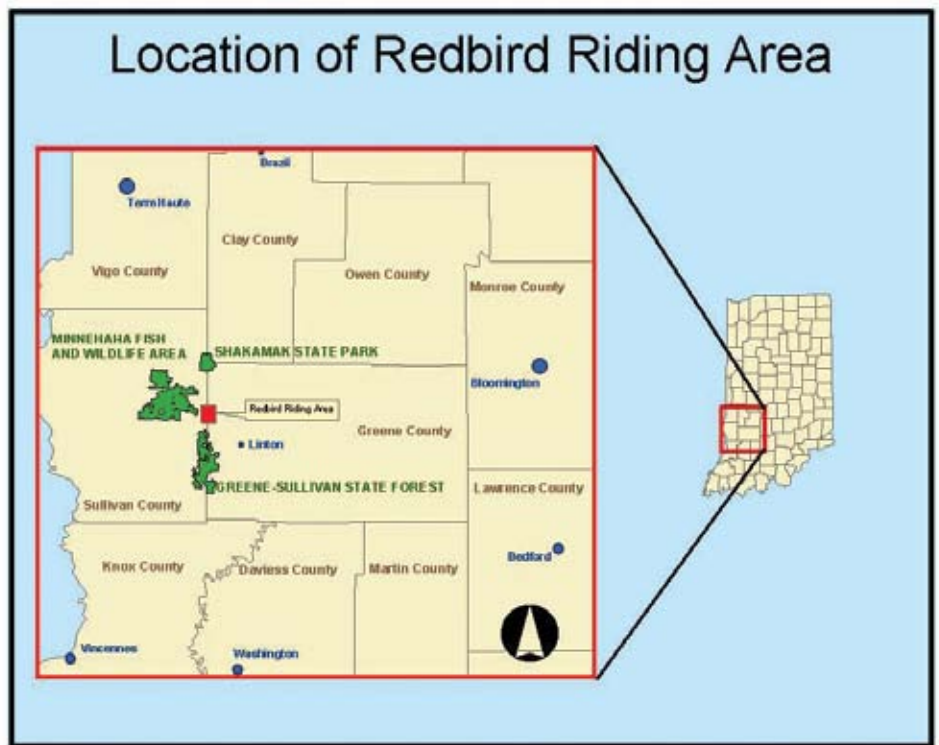 Location of Redbird Riding Area
Brazil
Terre Haute
Clay County
Vigo County
Owen County
Monroe County
MINNEHAHA FISH
AND WILDLIFE AREA
SHAKAMAK STATE PARK
Bloomington
Redbird Riding Area
Greene County
Linton
GREENE-SULLIVAN STATE FOREST
Lawrence County
Sullivan County
Bedford
Knox County
Daviess County
Martin County
Vincennes
Washington